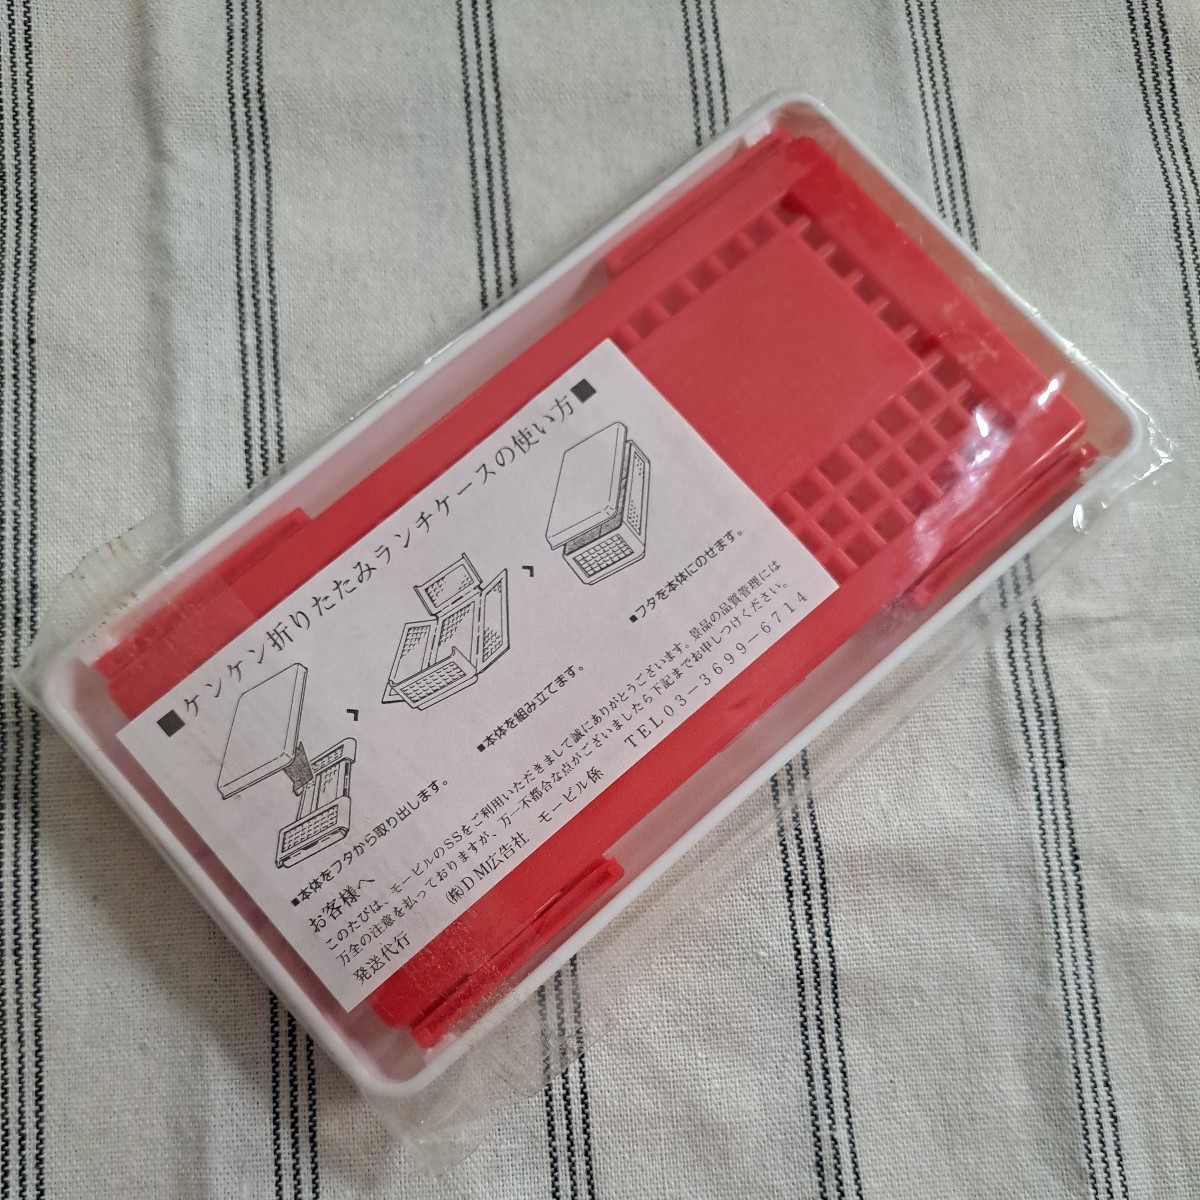 ■ケンケン折りたたみランチケースの使い方■
■本体をフタから取り出します。
■本体を組み立てます。
■フタを本体にのせます。
お客様へ
このたびは、モービルのSSをご利用いただきまして誠にありがとうございます。景品の品質管理には
万全の注意を払っておりますが、万一不都合な点がございましたら下記までお申しつけください。
発送代行 ㈱DM広告社 モービル係 TEL03-3699-6714